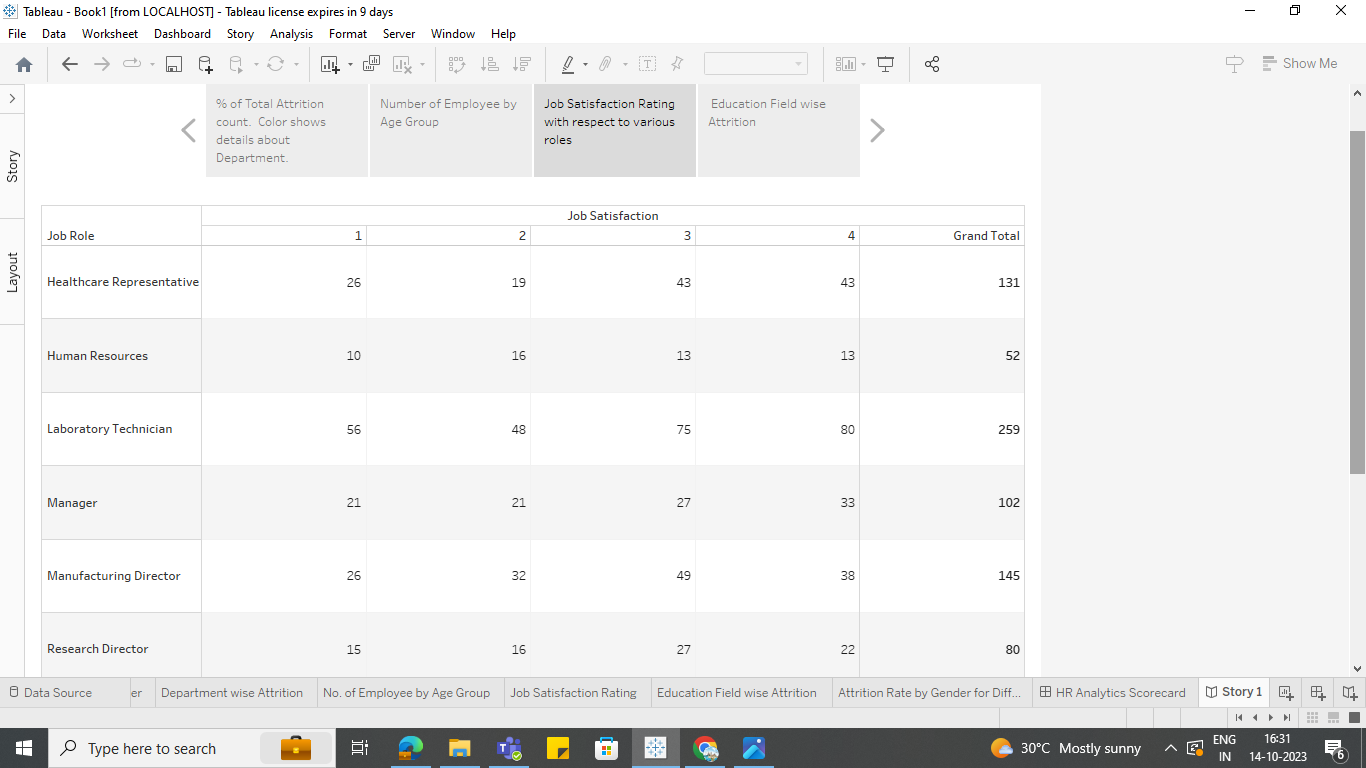 Tableau - Book1 [from LOCALHOST] - Tableau license expires in 9 days
File Data Worksheet Dashboard Story Analysis Format Server Window Help
Show Me
Story
Layout
% of Total Attrition
count. Color shows
details about
Department.
Number of Employee by
Age Group
Job Satisfaction Rating
with respect to various
roles
Education Field wise
Attrition
Job Satisfaction
Job Role 1 2 3 4 Grand Total
Healthcare Representative 26 19 43 43 131
Human Resources 10 16 13 13 52
Laboratory Technician 56 48 75 80 259
Manager 21 21 27 33 102
Manufacturing Director 26 32 49 38 145
Research Director 15 16 27 22 80
Data Source er Department wise Attrition No. of Employee by Age Group Job Satisfaction Rating Education Field wise Attrition Attrition Rate by Gender for Diff... HR Analytics Scorecard Story 1
Type here to search
30°C Mostly sunny
ENG
IN
16:31
14-10-2023
6